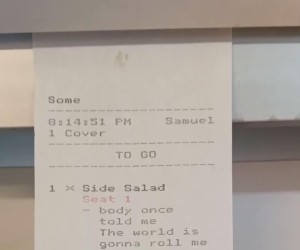 Some
8:14:51 PM Samuel
1 Cover
TO GO
1 X Side Salad
Seat 1
- body once
told me
The world is
gonna roll me